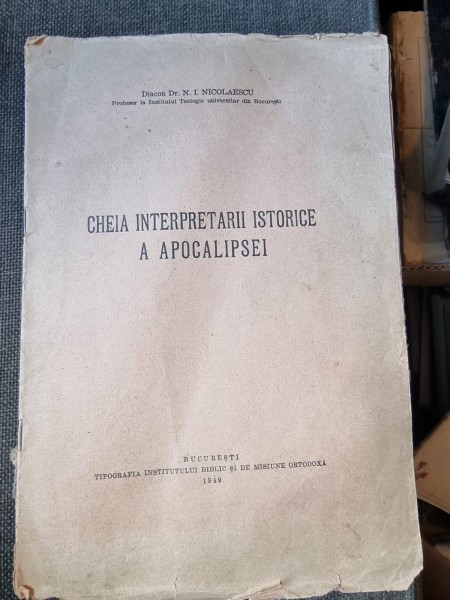 Diacon Dr. N. I. NICOLAESCU
Profesor la Institutul Teologic universitar din București
CHEIA INTERPRETARII ISTORICE
A APOCALIPSEI
BUCUREȘTI
TIPOGRAFIA INSTITUTULUI BIBLIC ȘI DE MISIUNE ORTODOXĂ
1949